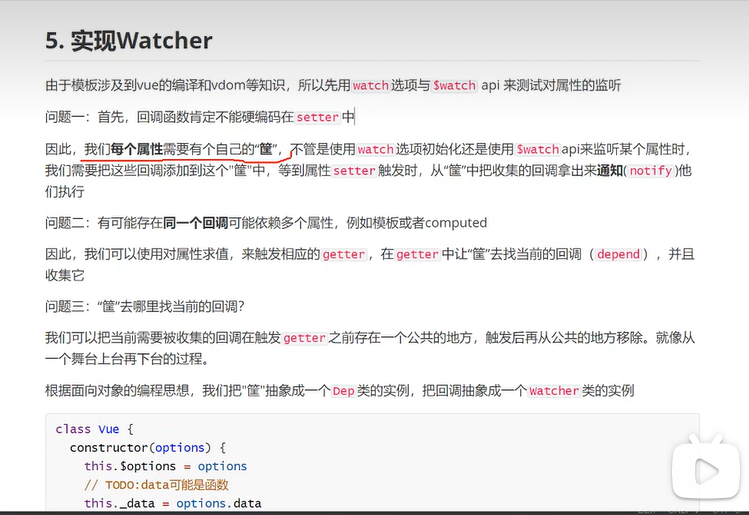 5. 实现Watcher
由于模板涉及到vue的编译和vdom等知识，所以先用watch选项与$watch api 来测试对属性的监听
问题一：首先，回调函数肯定不能硬编码在setter中
因此，我们每个属性需要有个自己的“筐”，不管是使用watch选项初始化还是使用$watchapi来监听某个属性时，
我们需要把这些回调添加到这个"筐"中，等到属性setter触发时，从“筐”中把收集的回调拿出来通知(notify)他
们执行
问题二：有可能存在同一个回调可能依赖多个属性，例如模板或者computed
因此，我们可以使用对属性求值，来触发相应的getter，在getter中让“筐”去找当前的回调（depend），并且
收集它
问题三：“筐”去哪里找当前的回调？
我们可以把当前需要被收集的回调在触发getter之前存在一个公共的地方，触发后再从公共的地方移除。就像从
一个舞台上台再下台的过程。
根据面向对象的编程思想，我们把"筐"抽象成一个Dep类的实例，把回调抽象成一个Watcher类的实例
class Vue {
constructor(options) {
this.$options = options
// TODO:data可能是函数
this._data = options.data